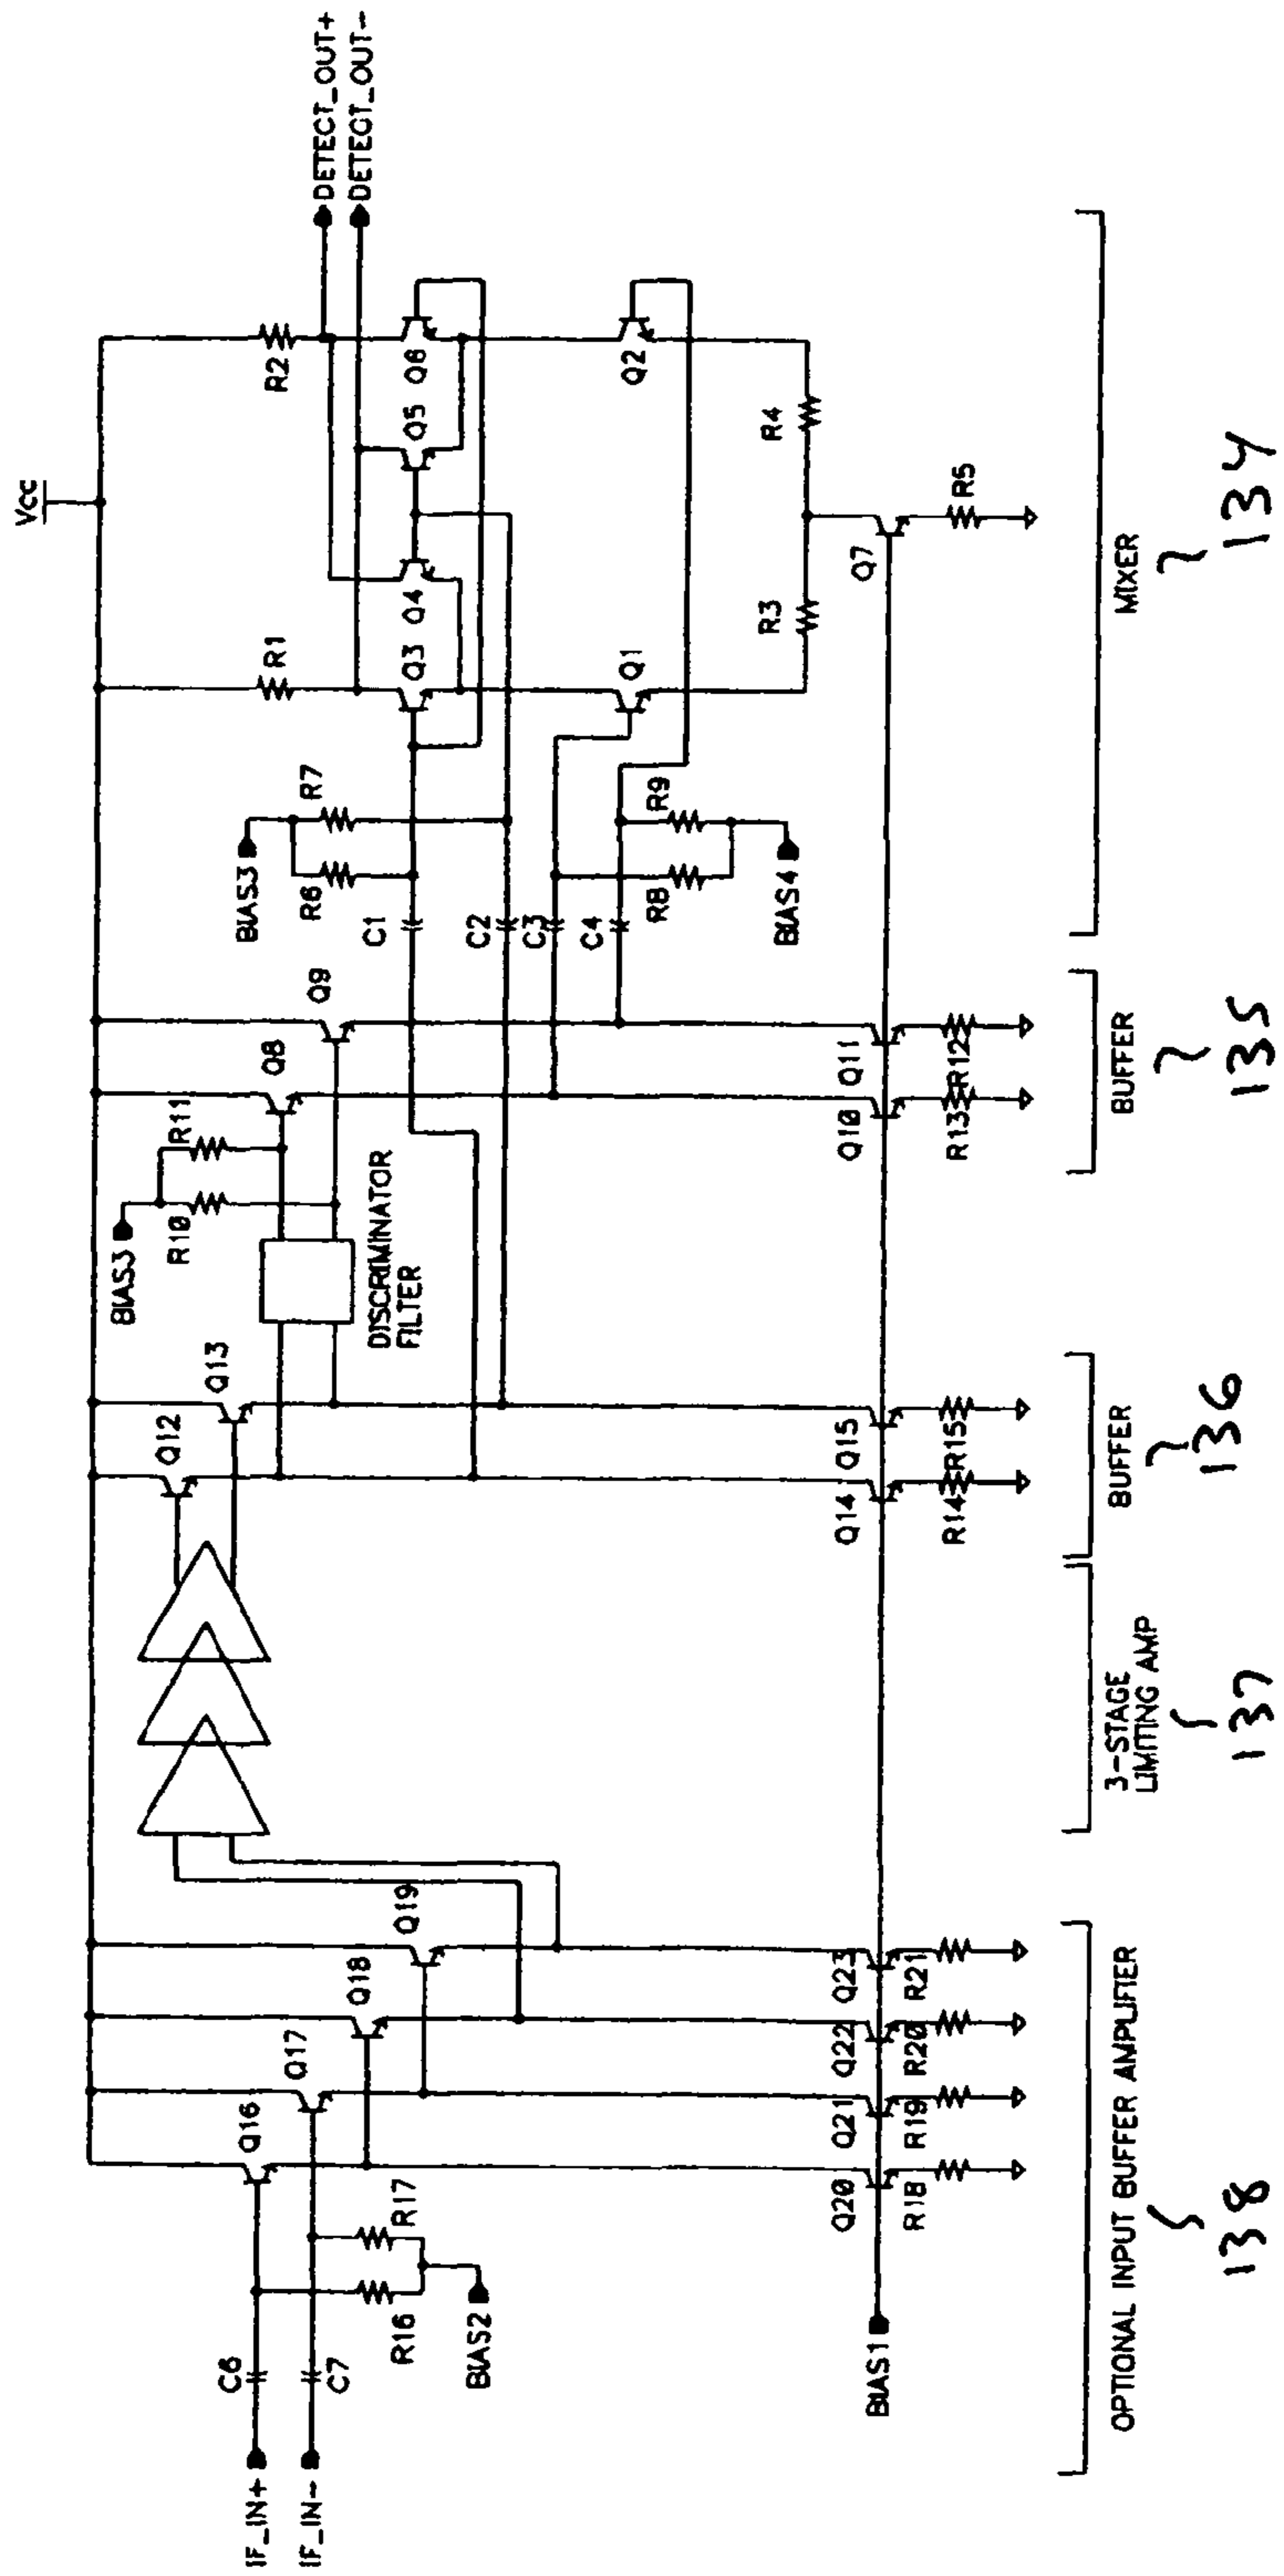 Vcc
DETECT_OUT+
DETECT_OUT-
R2
R1
Q6
Q5
Q4
Q3
Q2
Q1
R4
R3
Q7
R5
BIAS3
R7
R6
C1
C2
C3
C4
R9
R8
BIAS4
Q9
Q8
R11
R10
BIAS3
DISCRIMINATOR
FILTER
Q11
Q10
R12
R13
Q13
Q12
Q15
Q14
R15
R14
Q19
Q18
Q17
Q16
R17
R16
BIAS2
C6
C7
IF_IN+
IF_IN-
Q23
Q22
Q21
Q20
R21
R20
R19
R18
BIAS1
OPTIONAL INPUT BUFFER AMPLIFIER
138
3-STAGE
LIMITING AMP
137
BUFFER
136
BUFFER
135
MIXER
134